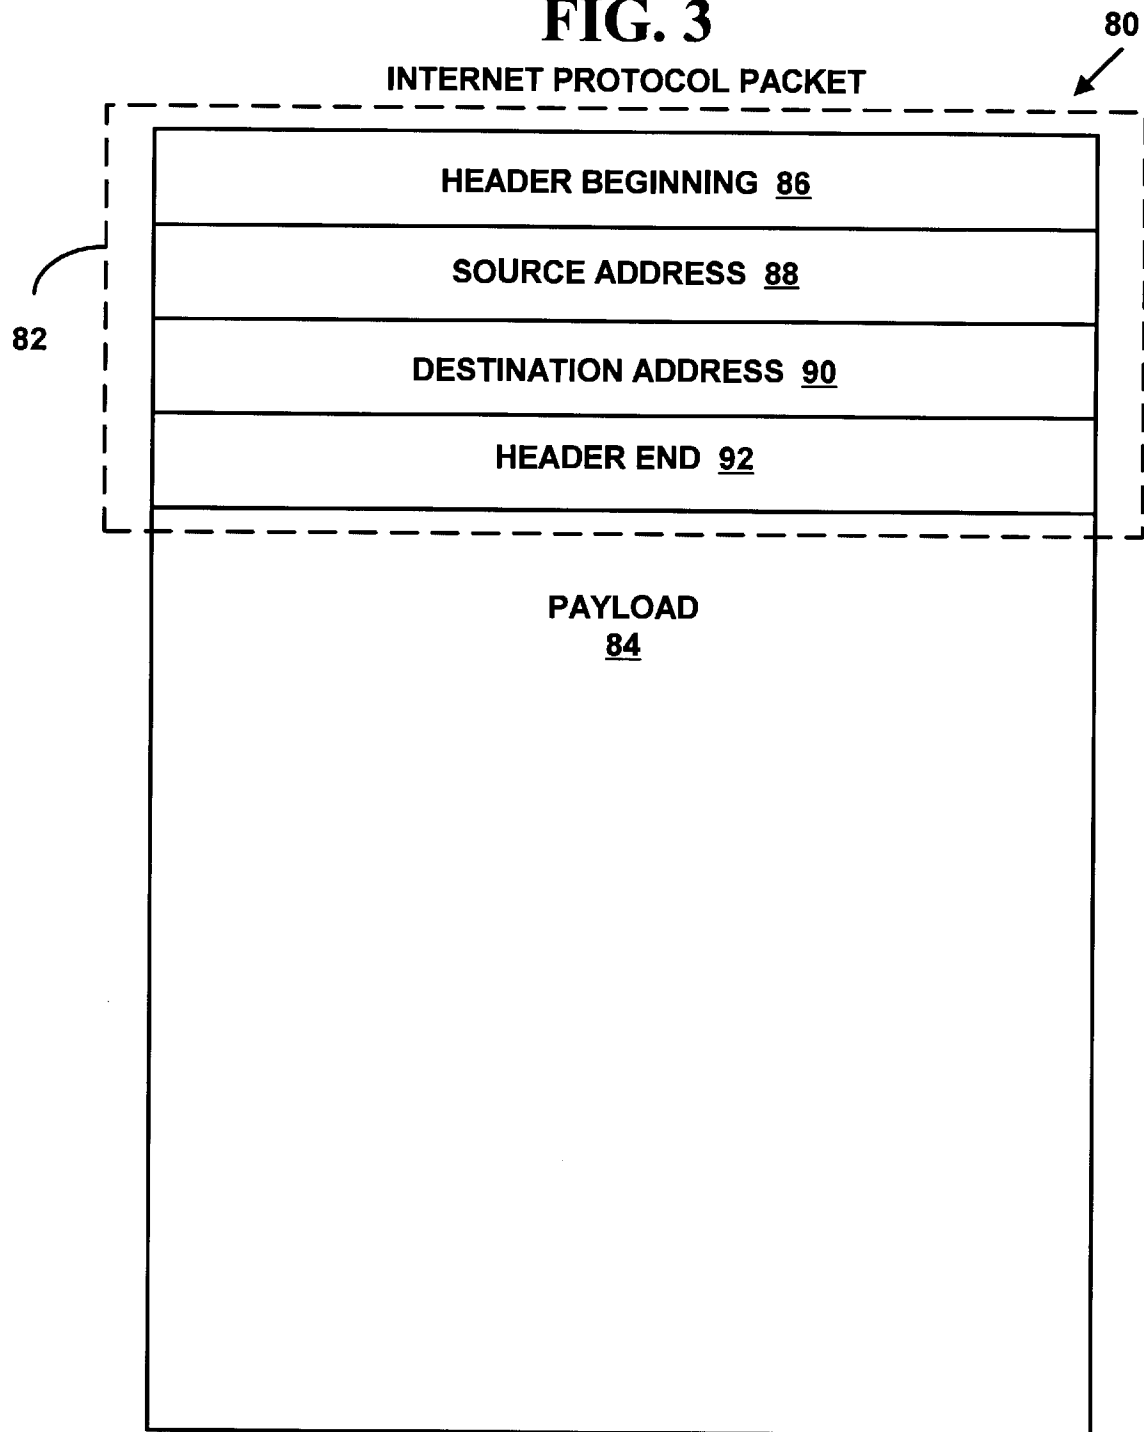 FIG. 3
80
INTERNET PROTOCOL PACKET
HEADER BEGINNING 86
SOURCE ADDRESS 88
82
DESTINATION ADDRESS 90
HEADER END 92
PAYLOAD
84